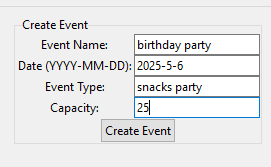 Create Event
Event Name: birthday party
Date (YYYY-MM-DD): 2025-5-6
Event Type: snacks party
Capacity: 25
Create Event